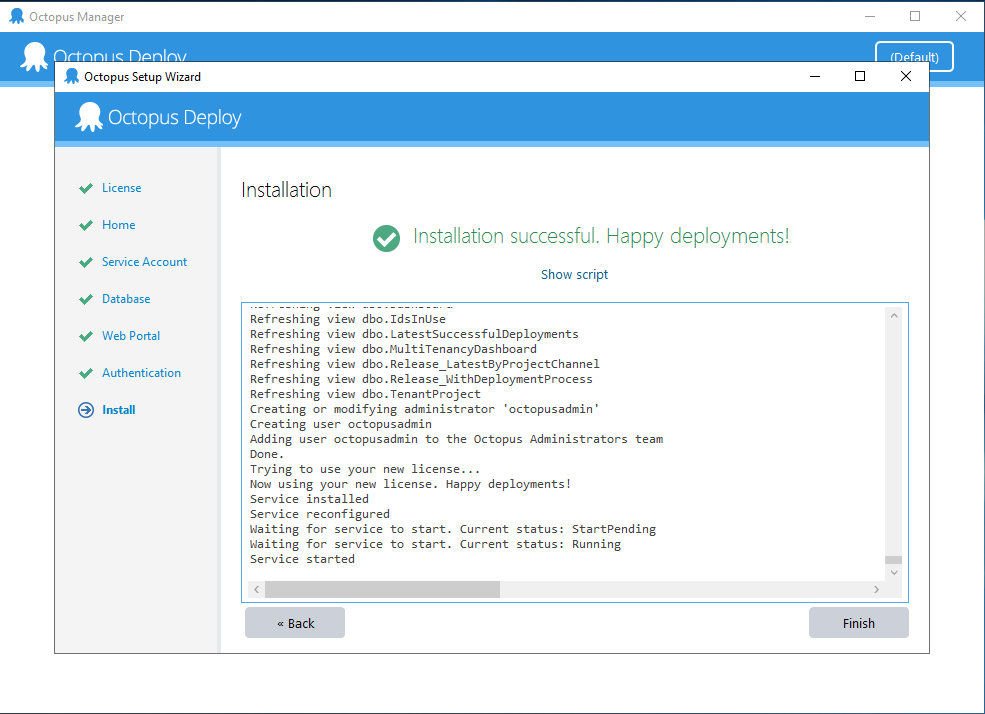 Octopus Manager
Octopus Deploy
(Default)
Octopus Setup Wizard
Octopus Deploy
License
Home
Service Account
Database
Web Portal
Authentication
Install
Installation
Installation successful. Happy deployments!
Show script
Refreshing view dbo.IdsInUse
Refreshing view dbo.LatestSuccessfulDeployments
Refreshing view dbo.MultiTenancyDashboard
Refreshing view dbo.Release_LatestByProjectChannel
Refreshing view dbo.Release_WithDeploymentProcess
Refreshing view dbo.TenantProject
Creating or modifying administrator 'octopusadmin'
Creating user octopusadmin
Adding user octopusadmin to the Octopus Administrators team
Done.
Trying to use your new license...
Now using your new license. Happy deployments!
Service installed
Service reconfigured
Waiting for service to start. Current status: StartPending
Waiting for service to start. Current status: Running
Service started
« Back
Finish